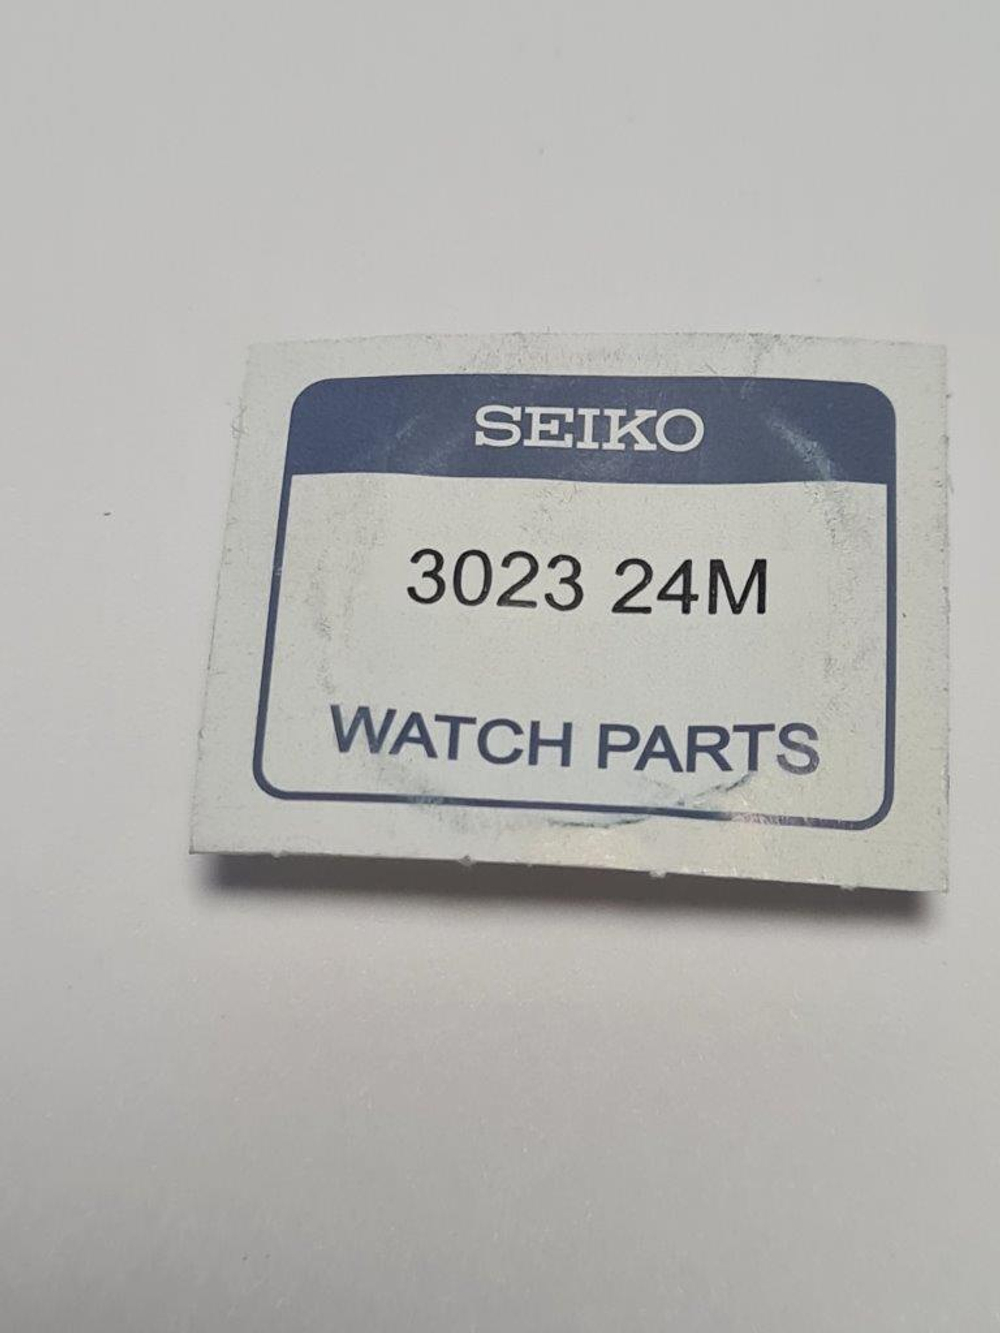 SEIKO
3023 24M
WATCH PARTS